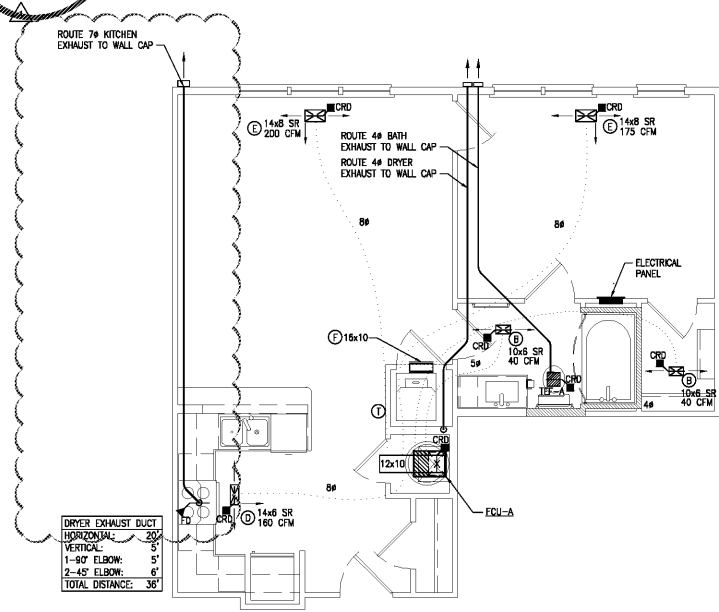 1
ROUTE 7ø KITCHEN
EXHAUST TO WALL CAP
CRD
E 14x8 SR
200 CFM
ROUTE 4ø BATH
EXHAUST TO WALL CAP
ROUTE 4ø DRYER
EXHAUST TO WALL CAP
CRD
E 14x8 SR
175 CFM
8ø
8ø
ELECTRICAL
PANEL
F 16x10
CRD
B
10x6 SR
40 CFM
5ø
CRD
B
10x6 SR
40 CFM
CRD
TEF-A
4ø
T
CRD
12x10
8ø
FCU-A
FD
CRD
D 14x6 SR
160 CFM
DRYER EXHAUST DUCT
HORIZONTAL: 20'
VERTICAL: 5'
1-90° ELBOW: 5'
2-45° ELBOW: 6'
TOTAL DISTANCE: 36'